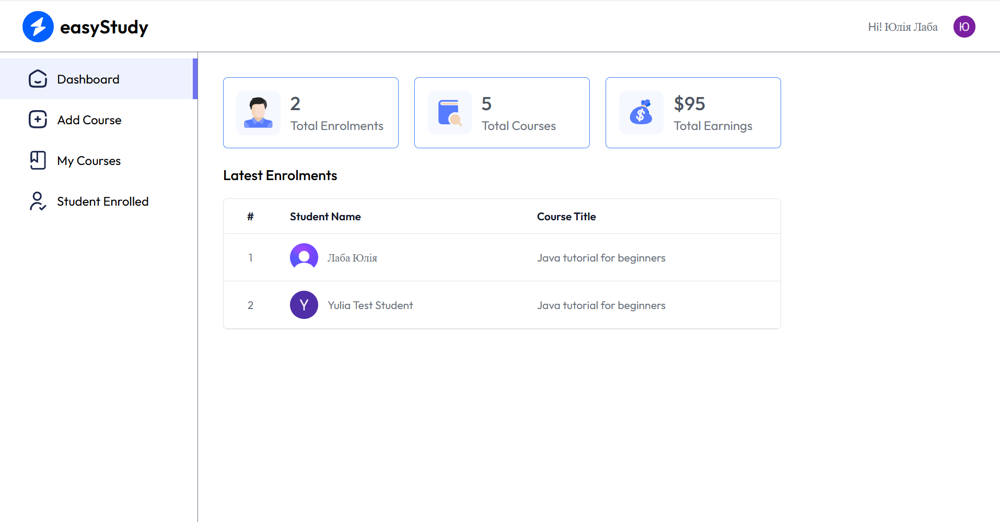 easyStudy
Hi! Юлія Лаба
Ю
Dashboard
Add Course
My Courses
Student Enrolled
2
Total Enrolments
5
Total Courses
$
$95
Total Earnings
Latest Enrolments
# Student Name Course Title
1 Лаба Юлія Java tutorial for beginners
2 Y Yulia Test Student Java tutorial for beginners